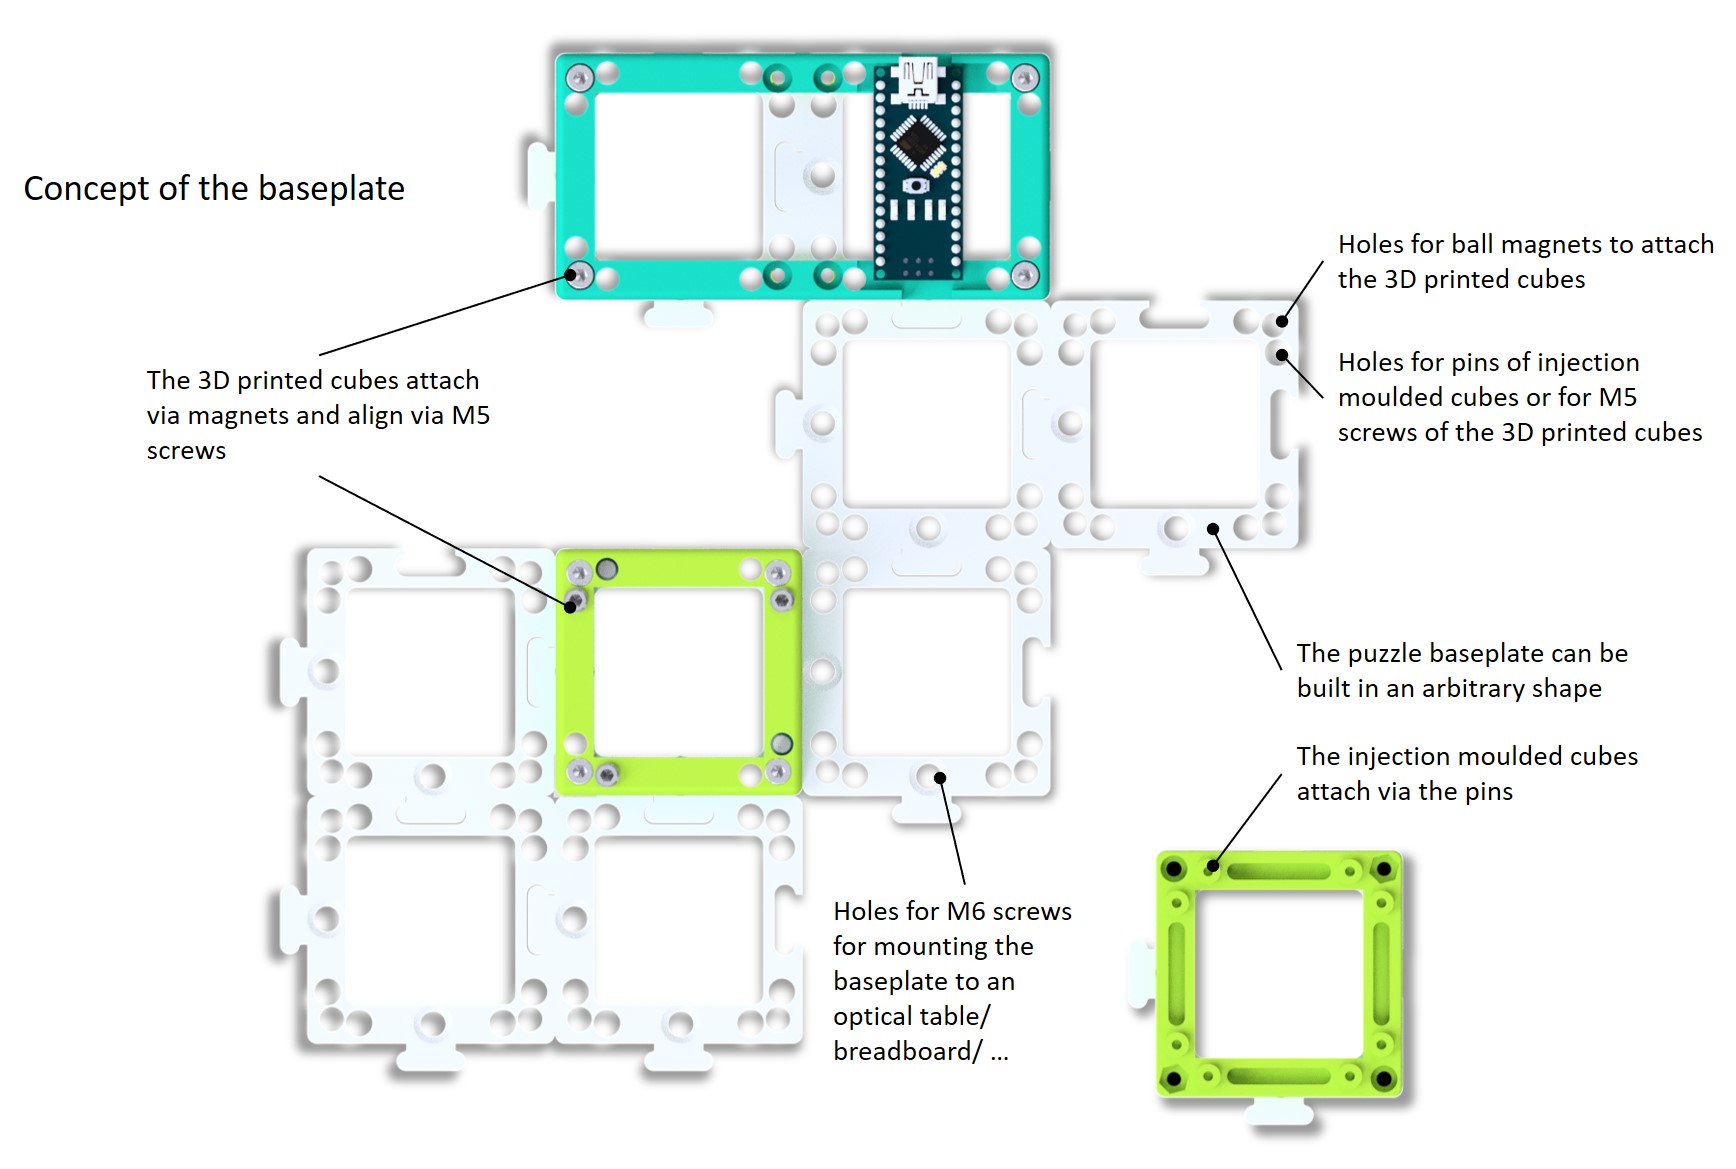 Concept of the baseplate
Holes for ball magnets to attach
the 3D printed cubes
Holes for pins of injection
moulded cubes or for M5
screws of the 3D printed cubes
The 3D printed cubes attach
via magnets and align via M5
screws
The puzzle baseplate can be
built in an arbitrary shape
The injection moulded cubes
attach via the pins
Holes for M6 screws
for mounting the
baseplate to an
optical table/
breadboard/ ...